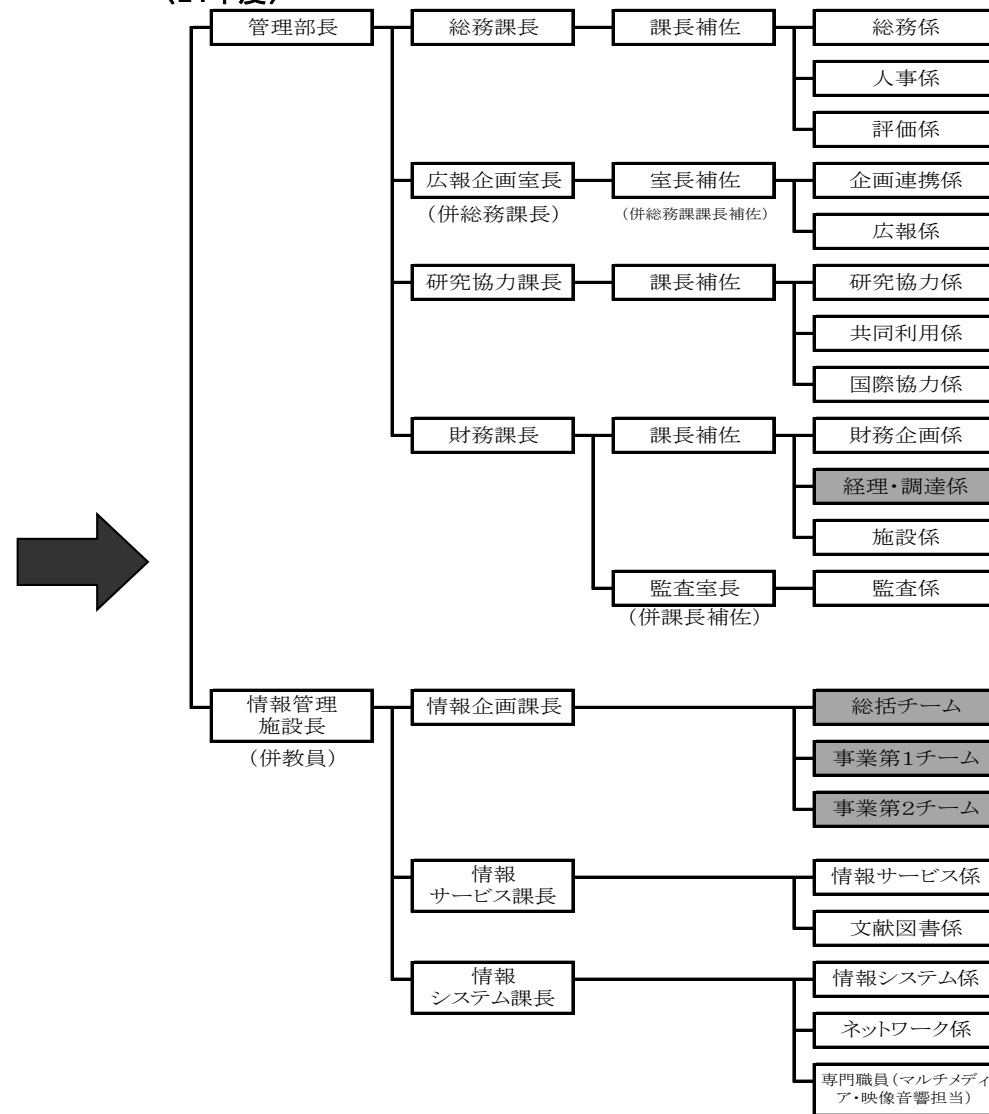 管理部長
総務課長
課長補佐
総務係
人事係
評価係
広報企画室長
(併総務課長)
室長補佐
(併総務課課長補佐)
企画連携係
広報係
研究協力課長
課長補佐
研究協力係
共同利用係
国際協力係
財務課長
課長補佐
財務企画係
経理・調達係
施設係
監査室長
(併課長補佐)
監査係
情報管理
施設長
(併教員)
情報企画課長
総括チーム
事業第1チーム
事業第2チーム
情報
サービス課長
情報サービス係
文献図書係
情報
システム課長
情報システム係
ネットワーク係
専門職員(マルチメディ
ア・映像音響担当)